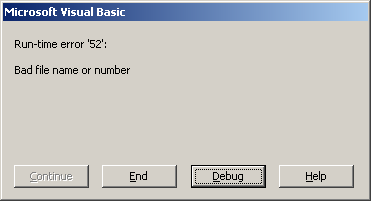 Microsoft Visual Basic
Run-time error '52':
Bad file name or number
Continue
End
Debug
Help